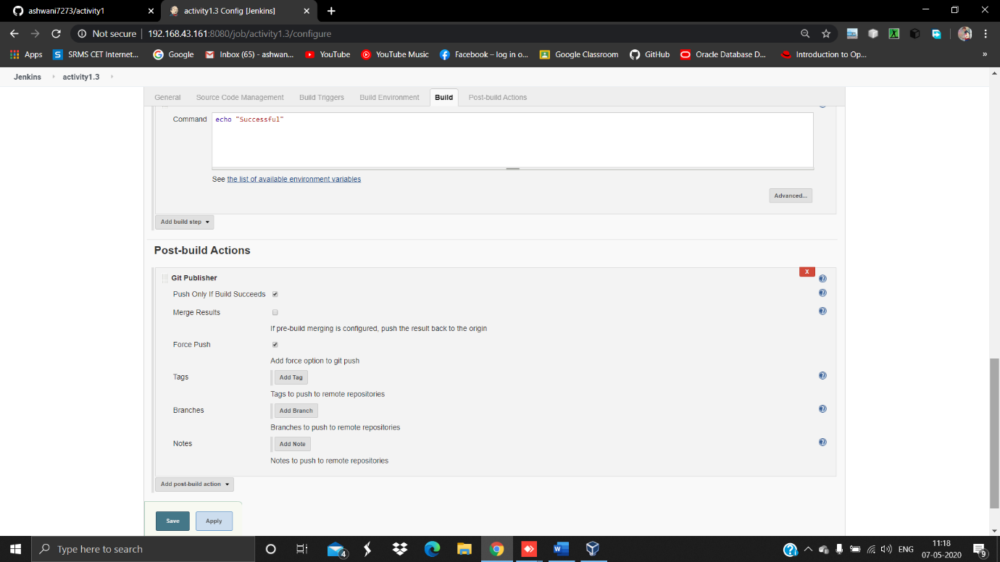 ashwani7273/activity1
activity1.3 Config [Jenkins]
Not secure
192.168.43.161:8080/job/activity1.3/configure
Apps
SRMS CET Internet...
Google
Inbox (65) - ashwan...
YouTube
YouTube Music
Facebook – log in o...
Google Classroom
GitHub
Oracle Database D...
Introduction to Op...
»
Jenkins
activity1.3
General
Source Code Management
Build Triggers
Build Environment
Build
Post-build Actions
Command
echo "Successful"
See the list of available environment variables
Advanced...
Add build step
Post-build Actions
X
Git Publisher
Push Only If Build Succeeds
Merge Results
If pre-build merging is configured, push the result back to the origin
Force Push
Add force option to git push
Tags
Add Tag
Tags to push to remote repositories
Branches
Add Branch
Branches to push to remote repositories
Notes
Add Note
Notes to push to remote repositories
Add post-build action
Save
Apply
Type here to search
4
ENG
11:18
07-05-2020
9